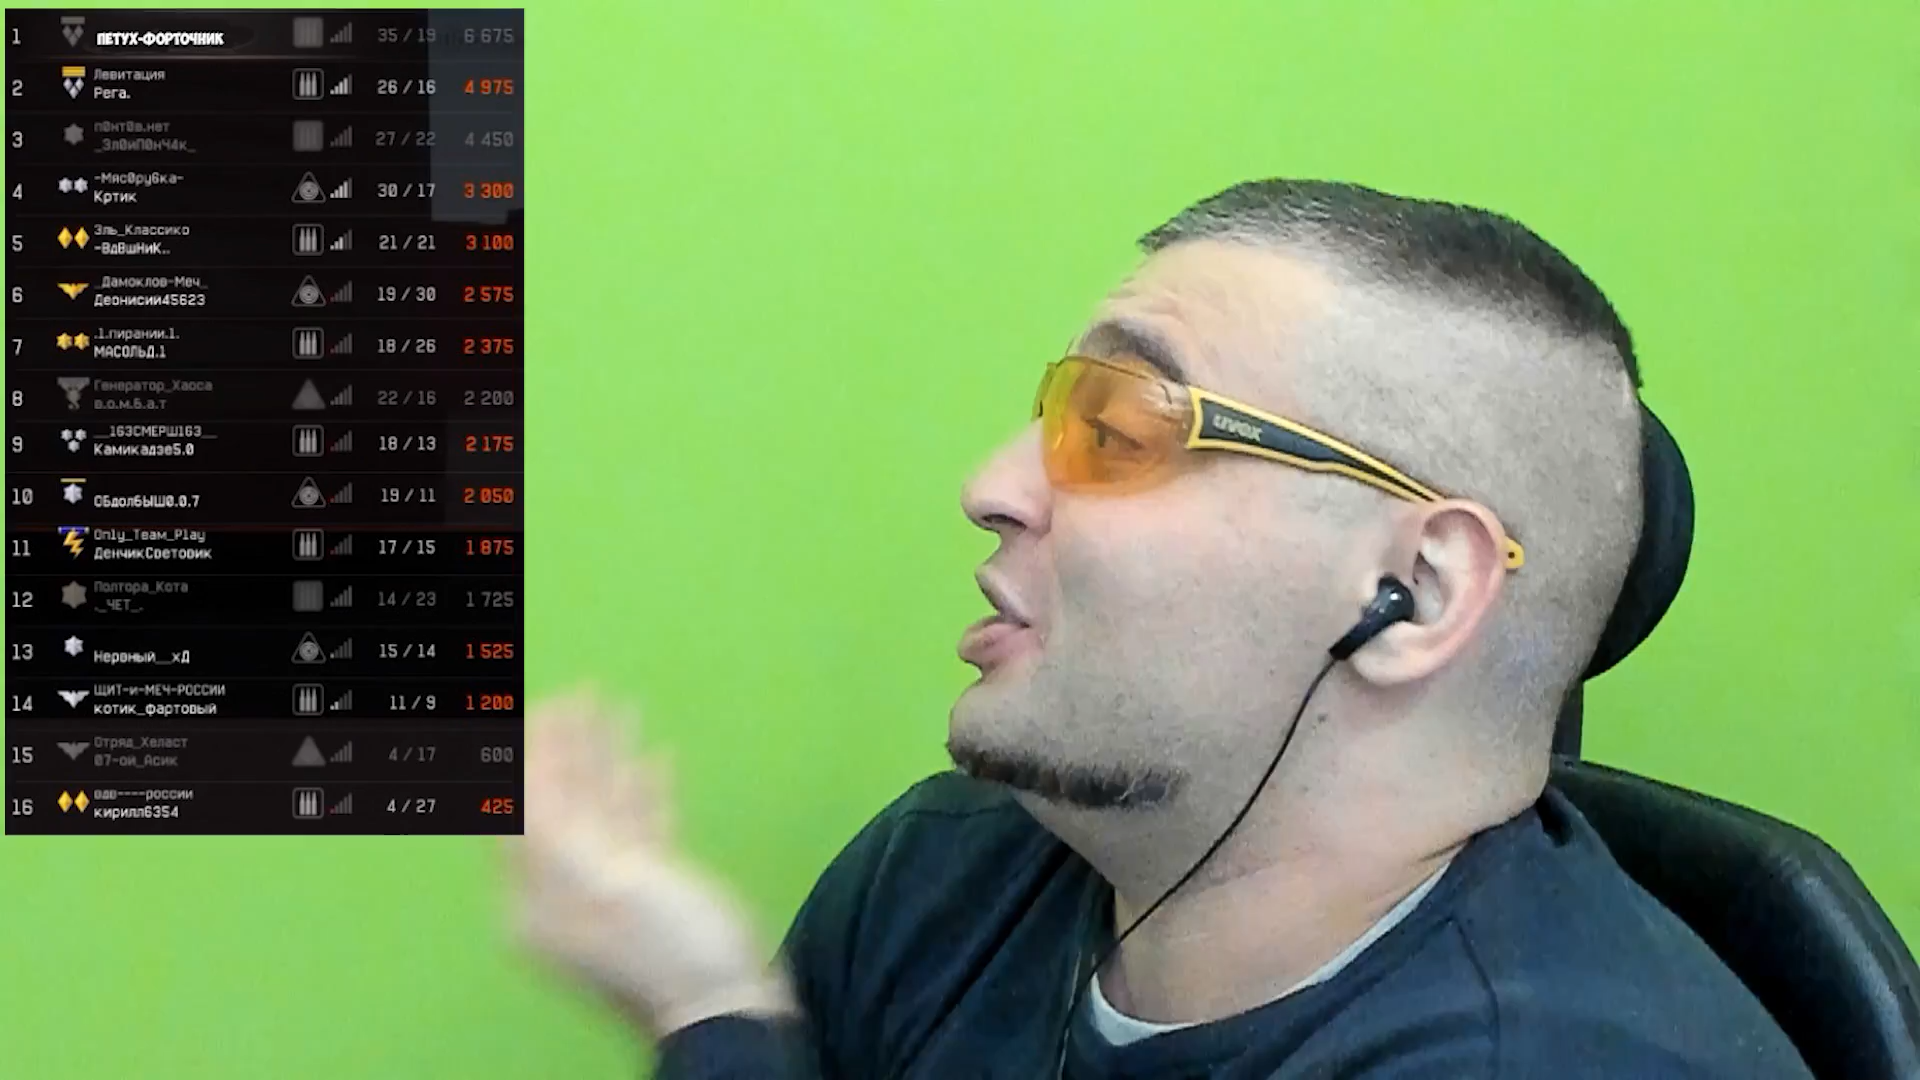 1 ПЕТУХ-ФОРТОЧНИК 35 / 19 6 675
Левитация
2 Рега. 26 / 16 4 975
п0нт0в.нет
3 _Зл0йП0нЧ4к_ 27 / 22 4 450
-Мяс0рубка-
4 Кртик 30 / 17 3 300
Эль_Классико
5 -ВдВшНиК.. 21 / 21 3 100
_Дамоклов-Меч_
6 Деонисий45623 19 / 30 2 575
.1.пирании.1.
7 МАСОЛЬД.1 18 / 26 2 375
Генератор_Хаоса
8 в.о.м.б.а.т 22 / 16 2 200
__163СМЕРШ163__
9 Камикадзе5.0 18 / 13 2 175
10 СБдол6ЫШ0.0.7 19 / 11 2 050
Only_Team_Play
11 ДенчикСветовик 17 / 15 1 875
Полтора_Кота
12 ._ЧЕТ_. 14 / 23 1 725
13 Нервный__хД 15 / 14 1 525
ЩИТ-и-МЕЧ-РОССИИ
14 котик_фартовый 11 / 9 1 200
Отряд_Хеласт
15 07-ой_Асик 4 / 17 600
вдв----россии
16 кирилл6354 4 / 27 425
uvex